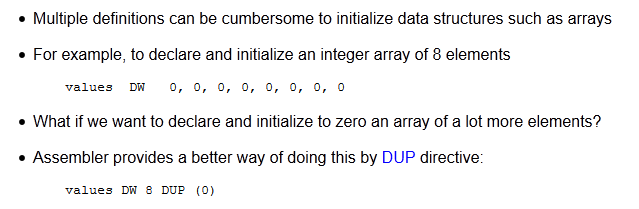 • Multiple definitions can be cumbersome to initialize data structures such as arrays
• For example, to declare and initialize an integer array of 8 elements
values DW 0, 0, 0, 0, 0, 0, 0, 0
• What if we want to declare and initialize to zero an array of a lot more elements?
• Assembler provides a better way of doing this by DUP directive:
values DW 8 DUP (0)